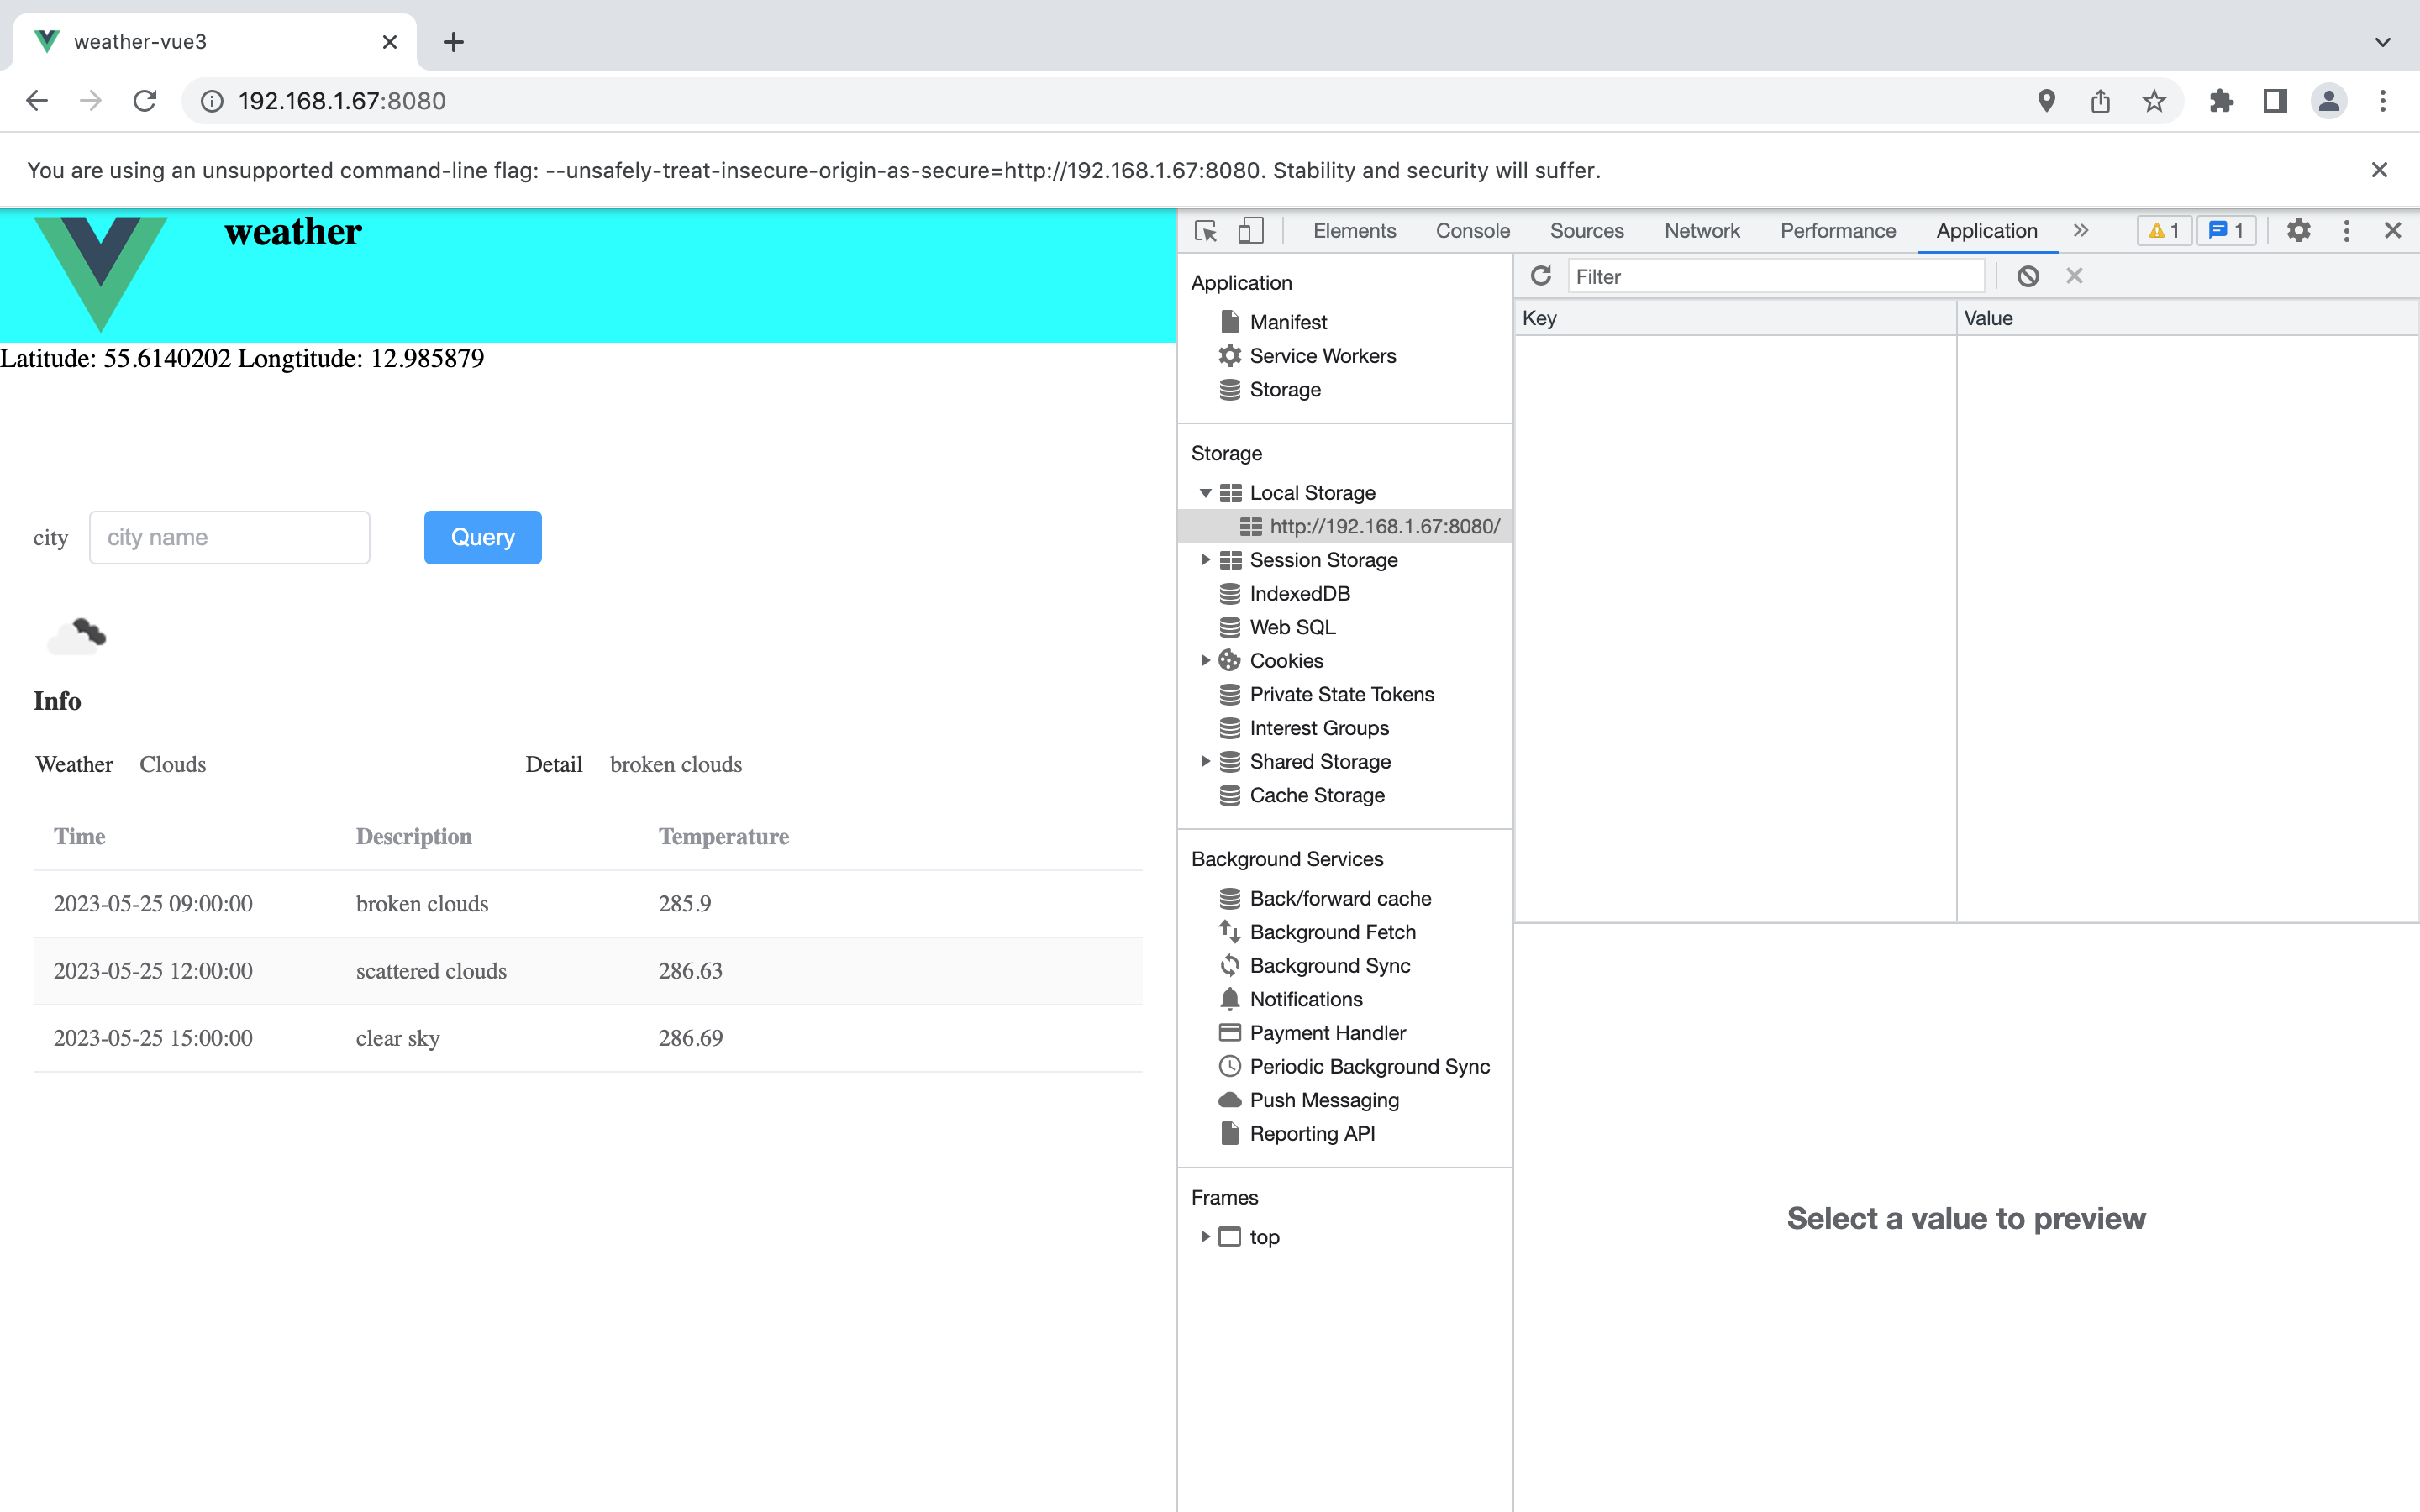 weather-vue3
192.168.1.67:8080
You are using an unsupported command-line flag: --unsafely-treat-insecure-origin-as-secure=http://192.168.1.67:8080. Stability and security will suffer.
weather
Latitude: 55.6140202 Longtitude: 12.985879
city city name Query
Info
Weather Clouds Detail broken clouds
Time Description Temperature
2023-05-25 09:00:00 broken clouds 285.9
2023-05-25 12:00:00 scattered clouds 286.63
2023-05-25 15:00:00 clear sky 286.69
Elements Console Sources Network Performance Application 1 1
Application
Manifest
Service Workers
Storage
Storage
Local Storage
http://192.168.1.67:8080/
Session Storage
IndexedDB
Web SQL
Cookies
Private State Tokens
Interest Groups
Shared Storage
Cache Storage
Background Services
Back/forward cache
Background Fetch
Background Sync
Notifications
Payment Handler
Periodic Background Sync
Push Messaging
Reporting API
Frames
top
Filter
Key Value
Select a value to preview